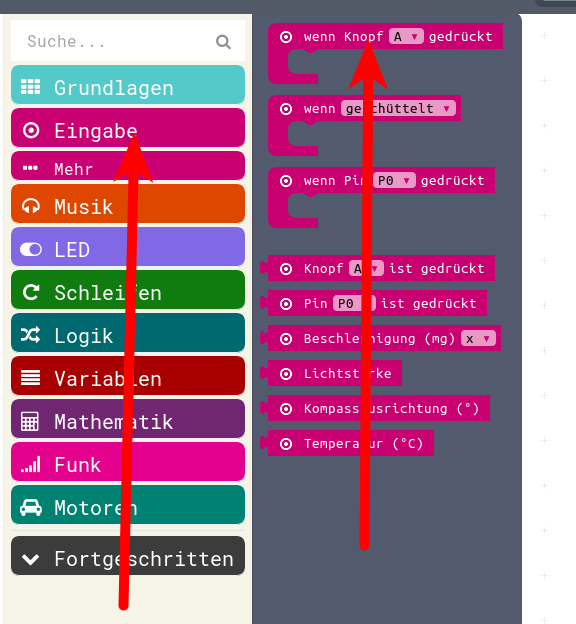 Suche...
Grundlagen
Eingabe
Mehr
Musik
LED
Schleifen
Logik
Variablen
Mathematik
Funk
Motoren
Fortgeschritten
wenn Knopf A gedrückt
wenn geschüttelt
wenn Pin P0 gedrückt
Knopf A ist gedrückt
Pin P0 ist gedrückt
Beschleunigung (mg) x
Lichtstärke
Kompassausrichtung (°)
Temperatur (°C)